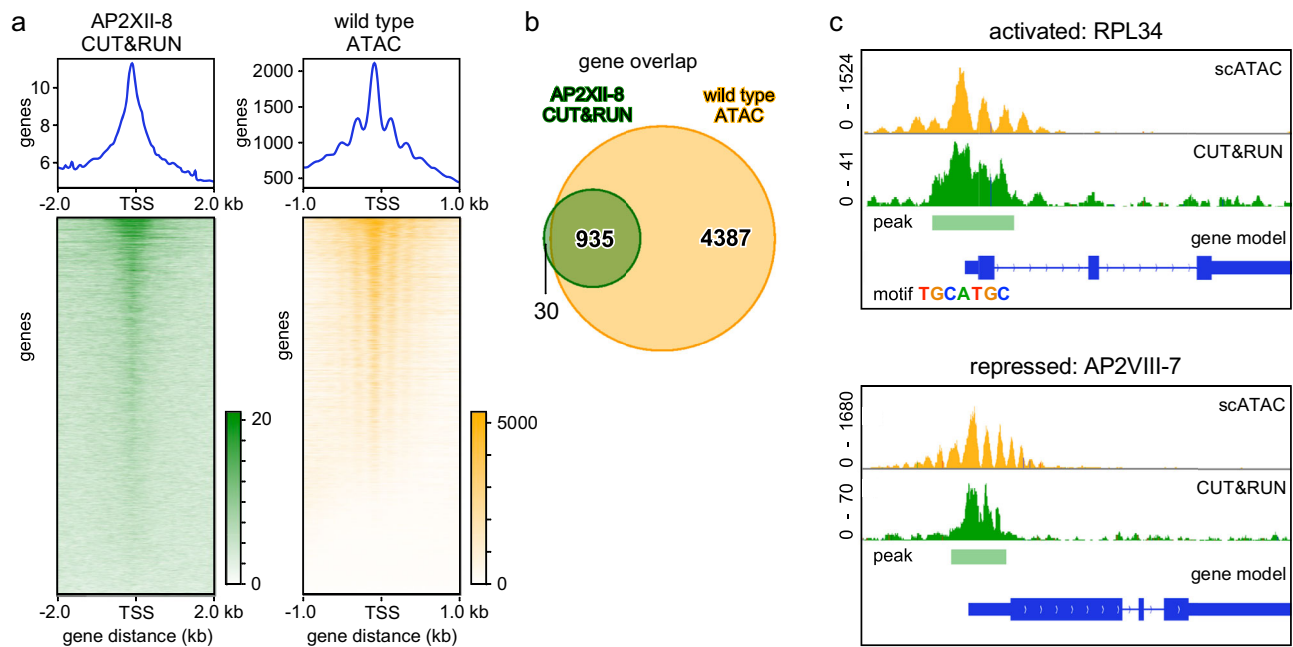 a
AP2XII-8
CUT&RUN
wild type
ATAC
genes
10
8
6
-2.0
TSS
2.0 kb
genes
2000
1500
1000
500
-1.0
TSS
1.0 kb
genes
20
0
-2.0
TSS
2.0 kb
gene distance (kb)
genes
5000
0
-1.0
TSS
1.0 kb
gene distance (kb)
b
gene overlap
AP2XII-8
CUT&RUN
wild type
ATAC
935
4387
30
c
activated: RPL34
0 - 1524
scATAC
0 - 41
CUT&RUN
peak
gene model
motif TGCATGC
repressed: AP2VIII-7
0 - 1680
scATAC
0 - 70
CUT&RUN
peak
gene model